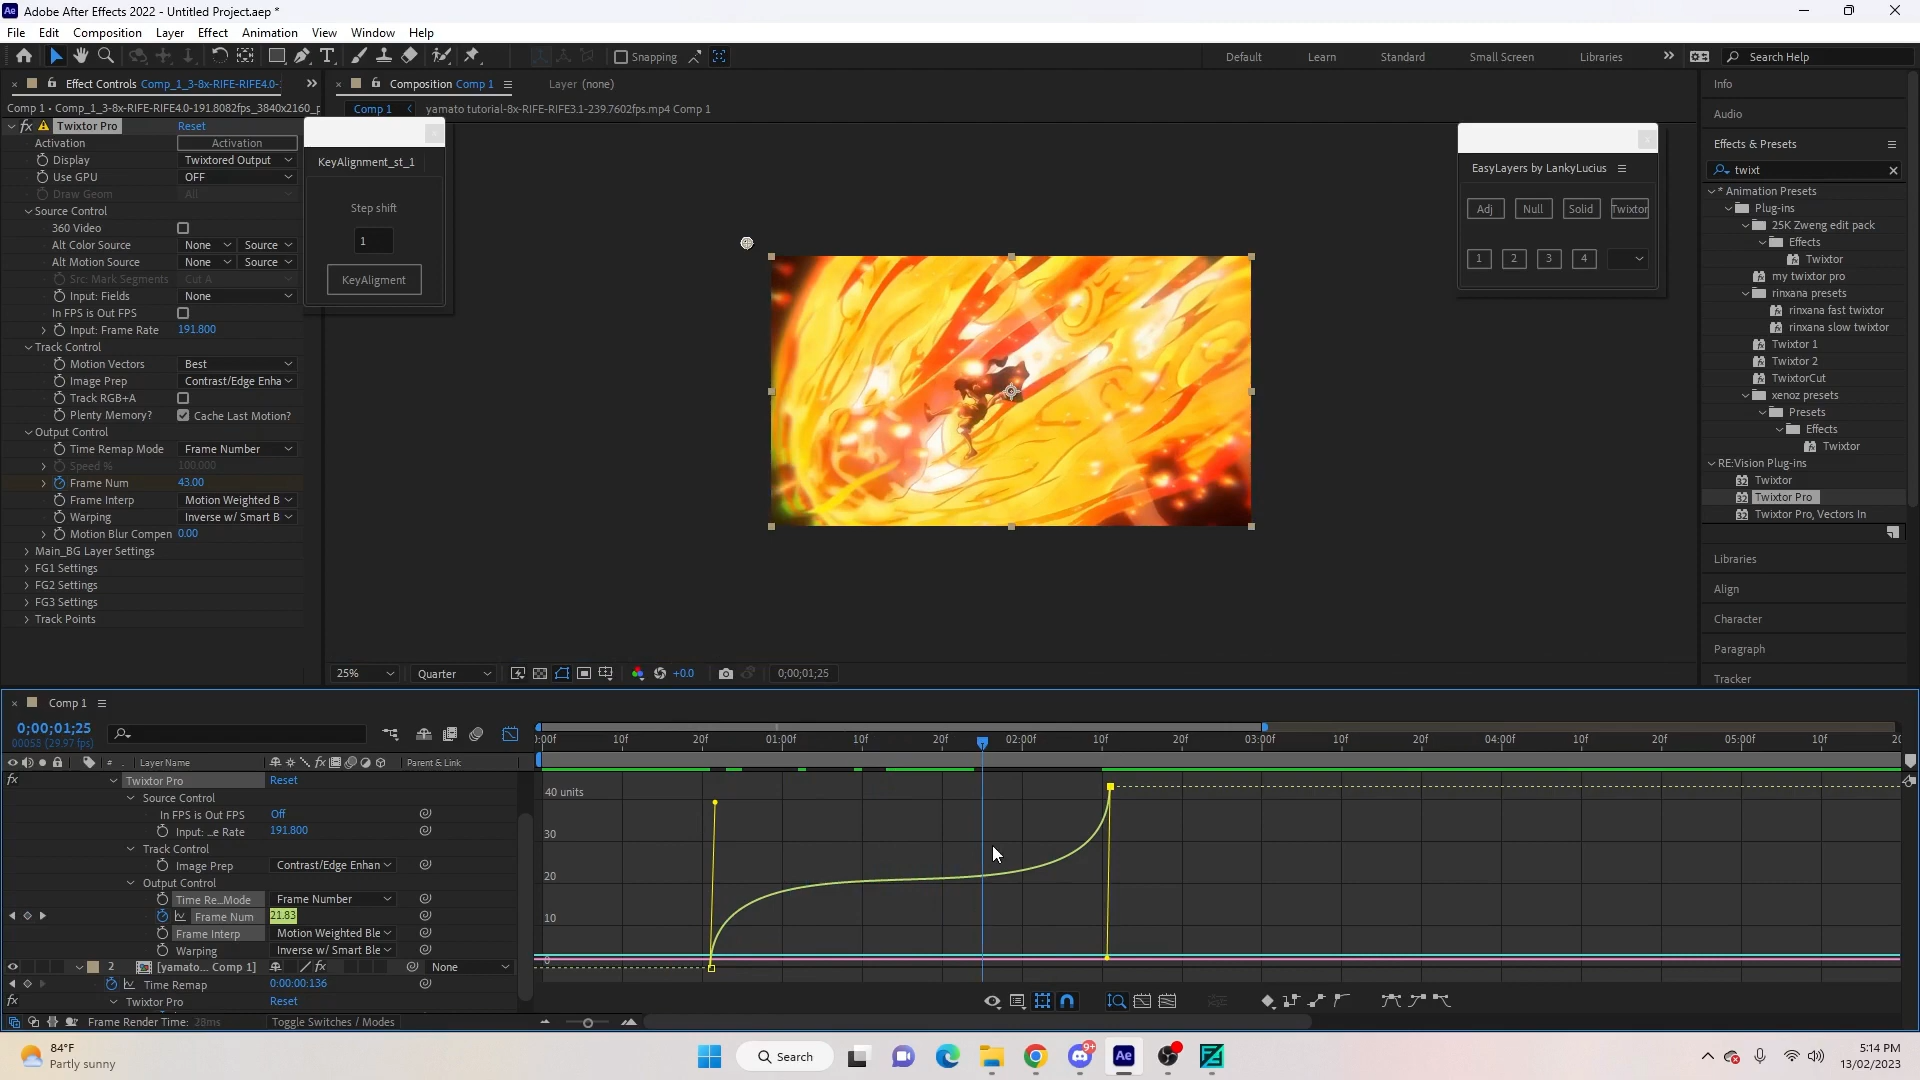 Adobe After Effects 2022 - Untitled Project.aep *
File Edit Composition Layer Effect Animation View Window Help
Snapping
Default Learn Standard Small Screen Libraries Search Help
Effect Controls Comp_1_3-8x-RIFE-RIFE4.0-:
Composition Comp 1
Layer (none)
Info
Comp 1 • Comp_1_3-8x-RIFE-RIFE4.0-191.8082fps_3840x2160_p
Comp 1 yamato tutorial-8x-RIFE-RIFE3.1-239.7602fps.mp4 Comp 1
Audio
fx Twixtor Pro Reset
Activation Activation
Display Twixtored Output
Use GPU OFF
Draw Geom All
Source Control
360 Video
Alt Color Source None Source
Alt Motion Source None Source
Src: Mark Segments Cut A
Input: Fields None
In FPS is Out FPS
Input: Frame Rate 191.800
Track Control
Motion Vectors Best
Image Prep Contrast/Edge Enha
Track RGB+A
Plenty Memory? Cache Last Motion?
Output Control
Time Remap Mode Frame Number
Speed % 100.000
Frame Num 43.00
Frame Interp Motion Weighted B
Warping Inverse w/ Smart B
Motion Blur Compen 0.00
Main_BG Layer Settings
FG1 Settings
FG2 Settings
FG3 Settings
Track Points
KeyAlignment_st_1
Step shift
1
KeyAligment
EasyLayers by LankyLucius
Adj Null Solid Twixtor
1 2 3 4
Effects & Presets
twixt
* Animation Presets
Plug-ins
25K Zweng edit pack
Effects
Twixtor
my twixtor pro
rinxana presets
rinxana fast twixtor
rinxana slow twixtor
Twixtor 1
Twixtor 2
TwixtorCut
xenoz presets
Presets
Effects
Twixtor
RE:Vision Plug-ins
Twixtor
Twixtor Pro
Twixtor Pro, Vectors In
Libraries
Align
Character
Paragraph
Tracker
25% Quarter +0.0 0;00;01;25
Comp 1
0;00;01;25
00055 (29.97 fps)
:00f 10f 20f 01:00f 10f 20f 02:00f 10f 20f 03:00f 10f 20f 04:00f 10f 20f 05:00f 10f 20
# Layer Name Parent & Link
fx Twixtor Pro Reset
Source Control
In FPS is Out FPS Off
Input: ...e Rate 191.800
Track Control
Image Prep Contrast/Edge Enhan
Output Control
Time Re...Mode Frame Number
Frame Num 21.83
Frame Interp Motion Weighted Ble
Warping Inverse w/ Smart Ble
2 [yamato... Comp 1] None
Time Remap 0:00:00:136
fx Twixtor Pro Reset
Frame Render Time: 28ms Toggle Switches / Modes
40 units
30
20
10
0
84°F
Partly sunny
Search
9+
Ae
5:14 PM
13/02/2023